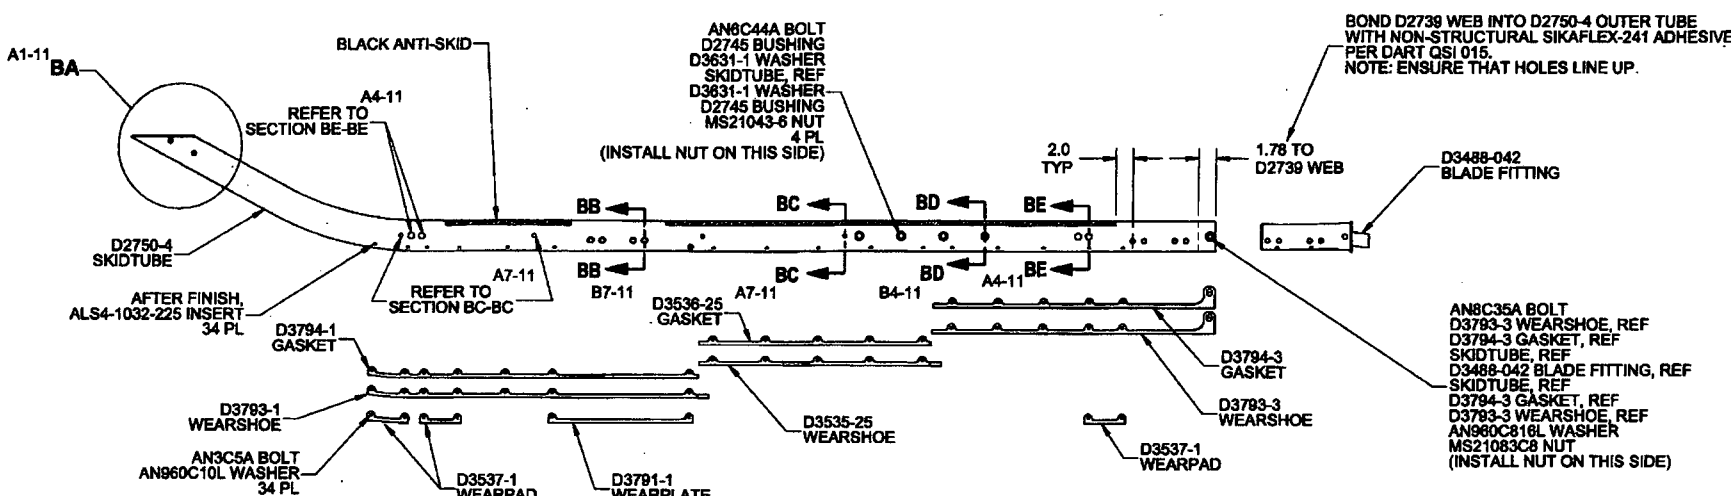 A1-11
BA
BLACK ANTI-SKID
A4-11
REFER TO
SECTION BE-BE
AN6C44A BOLT
D2745 BUSHING
D3631-1 WASHER
SKIDTUBE, REF
D3631-1 WASHER
D2745 BUSHING
MS21043-6 NUT
4 PL
(INSTALL NUT ON THIS SIDE)
BOND D2739 WEB INTO D2750-4 OUTER TUBE
WITH NON-STRUCTURAL SIKAFLEX-241 ADHESIVE
PER DART QSI 015.
NOTE: ENSURE THAT HOLES LINE UP.
2.0
TYP
1.78 TO
D2739 WEB
D3488-042
BLADE FITTING
BB
BC
BD
BE
D2750-4
SKIDTUBE
BB
BC
BD
BE
A7-11
REFER TO
SECTION BC-BC
B7-11
A7-11
B4-11
A4-11
AFTER FINISH,
ALS4-1032-225 INSERT
34 PL
D3794-1
GASKET
D3536-25
GASKET
D3794-3
GASKET
D3793-1
WEARSHOE
D3535-25
WEARSHOE
D3793-3
WEARSHOE
AN3C5A BOLT
AN960C10L WASHER
34 PL
D3537-1
WEARPAD
D3791-1
WEARPLATE
D3537-1
WEARPAD
AN8C35A BOLT
D3793-3 WEARSHOE, REF
D3794-3 GASKET, REF
SKIDTUBE, REF
D3488-042 BLADE FITTING, REF
SKIDTUBE, REF
D3794-3 GASKET, REF
D3793-3 WEARSHOE, REF
AN960C816L WASHER
MS21083C8 NUT
(INSTALL NUT ON THIS SIDE)